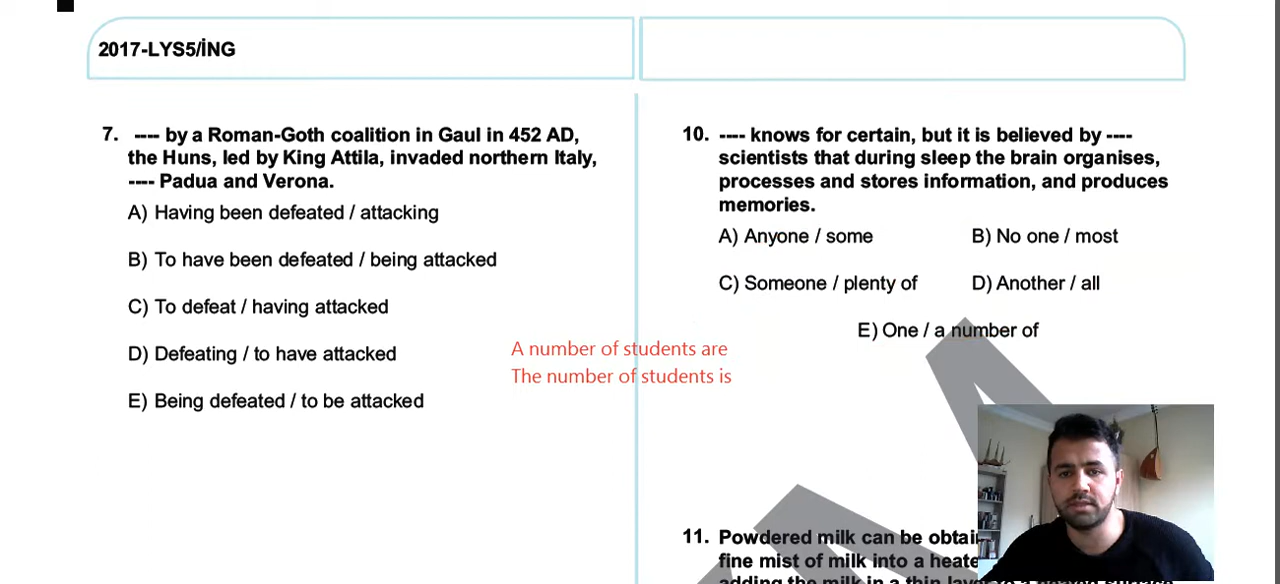 2017-LYS5/İNG
7. ---- by a Roman-Goth coalition in Gaul in 452 AD,
the Huns, led by King Attila, invaded northern Italy,
---- Padua and Verona.
A) Having been defeated / attacking
B) To have been defeated / being attacked
C) To defeat / having attacked
D) Defeating / to have attacked
E) Being defeated / to be attacked
A number of students are
The number of students is
10. ---- knows for certain, but it is believed by ----
scientists that during sleep the brain organises,
processes and stores information, and produces
memories.
A) Anyone / some
B) No one / most
C) Someone / plenty of
D) Another / all
E) One / a number of
11. Powdered milk can be
fine mist of milk into a
adding the milk in a thin